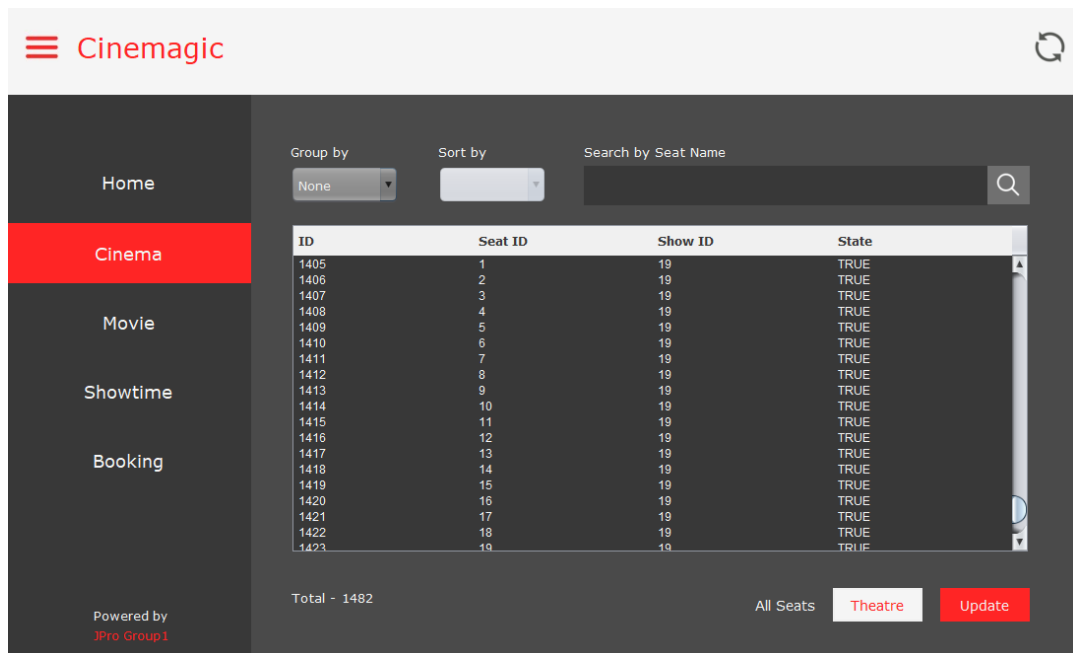 Cinemagic
Home
Cinema
Movie
Showtime
Booking
Powered by
JPro Group1
Group by Sort by Search by Seat Name
None
ID Seat ID Show ID State
1405 1 19 TRUE
1406 2 19 TRUE
1407 3 19 TRUE
1408 4 19 TRUE
1409 5 19 TRUE
1410 6 19 TRUE
1411 7 19 TRUE
1412 8 19 TRUE
1413 9 19 TRUE
1414 10 19 TRUE
1415 11 19 TRUE
1416 12 19 TRUE
1417 13 19 TRUE
1418 14 19 TRUE
1419 15 19 TRUE
1420 16 19 TRUE
1421 17 19 TRUE
1422 18 19 TRUE
1423 19 19 TRUE
Total - 1482
All Seats Theatre Update